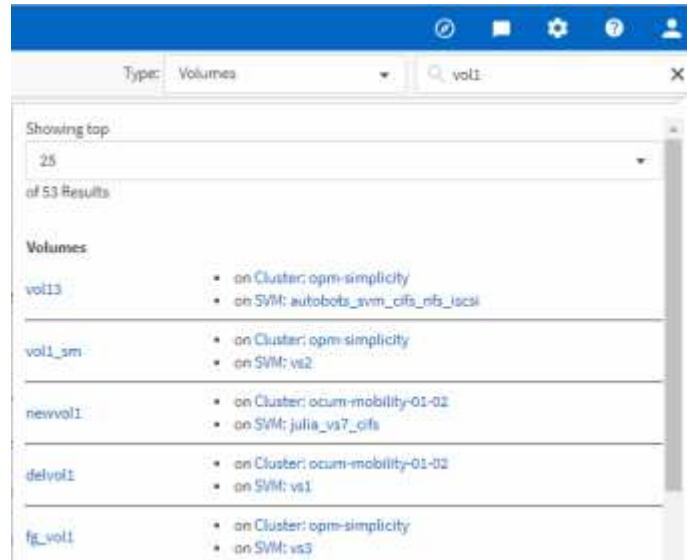 Type: Volumes vol1
Showing top
25
of 53 Results
Volumes
vol13
on Cluster: opm-simplicity
on SVM: autobots_svm_cifs_nfs_iscsi
vol1_sm
on Cluster: opm-simplicity
on SVM: vs2
newvol1
on Cluster: ocum-mobility-01-02
on SVM: julia_vs7_cifs
delvol1
on Cluster: ocum-mobility-01-02
on SVM: vs1
fg_vol1
on Cluster: opm-simplicity
on SVM: vs3